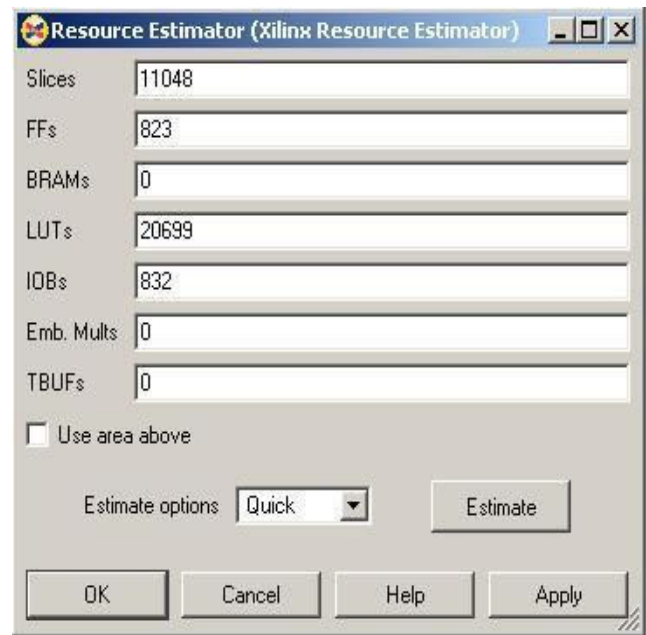 Resource Estimator (Xilinx Resource Estimator)
Slices 11048
FFs 823
BRAMs 0
LUTs 20699
IOBs 832
Emb. Mults 0
TBUFs 0
Use area above
Estimate options Quick Estimate
OK Cancel Help Apply